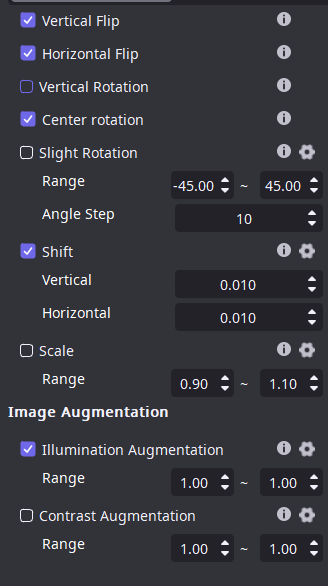 Vertical Flip
Horizontal Flip
Vertical Rotation
Center rotation
Slight Rotation
Range -45.00 ~ 45.00
Angle Step 10
Shift
Vertical 0.010
Horizontal 0.010
Scale
Range 0.90 ~ 1.10
Image Augmentation
Illumination Augmentation
Range 1.00 ~ 1.00
Contrast Augmentation
Range 1.00 ~ 1.00